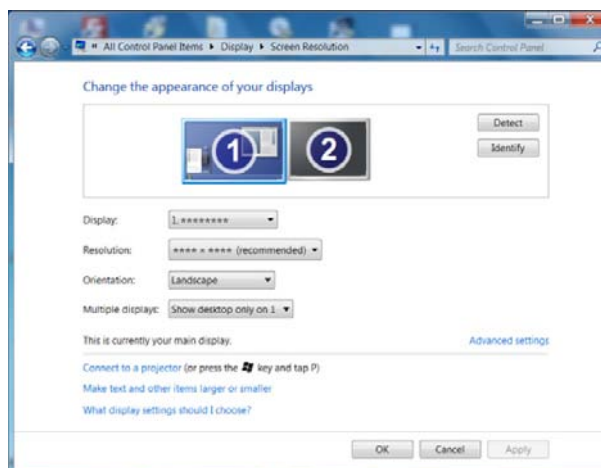 « All Control Panel Items ▸ Display ▸ Screen Resolution
Search Control Panel
Change the appearance of your displays
1
2
Detect
Identify
Display: 1. ********
Resolution: **** × **** (recommended)
Orientation: Landscape
Multiple displays: Show desktop only on 1
This is currently your main display.
Advanced settings
Connect to a projector (or press the key and tap P)
Make text and other items larger or smaller
What display settings should I choose?
OK
Cancel
Apply